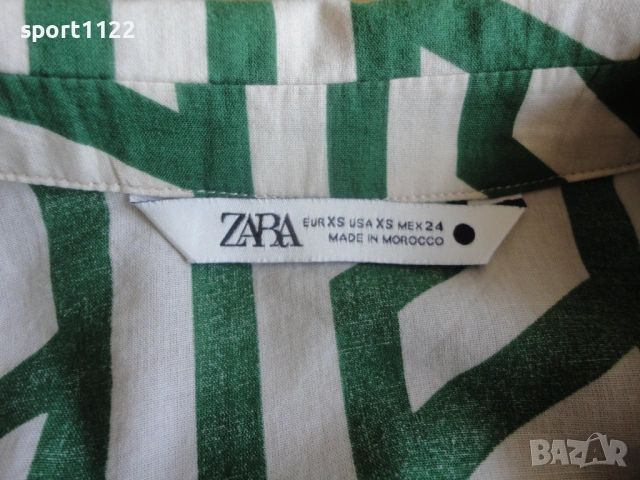 sport1122
ZARA
EUR XS USA XS MEX 24
MADE IN MOROCCO
BAZAR